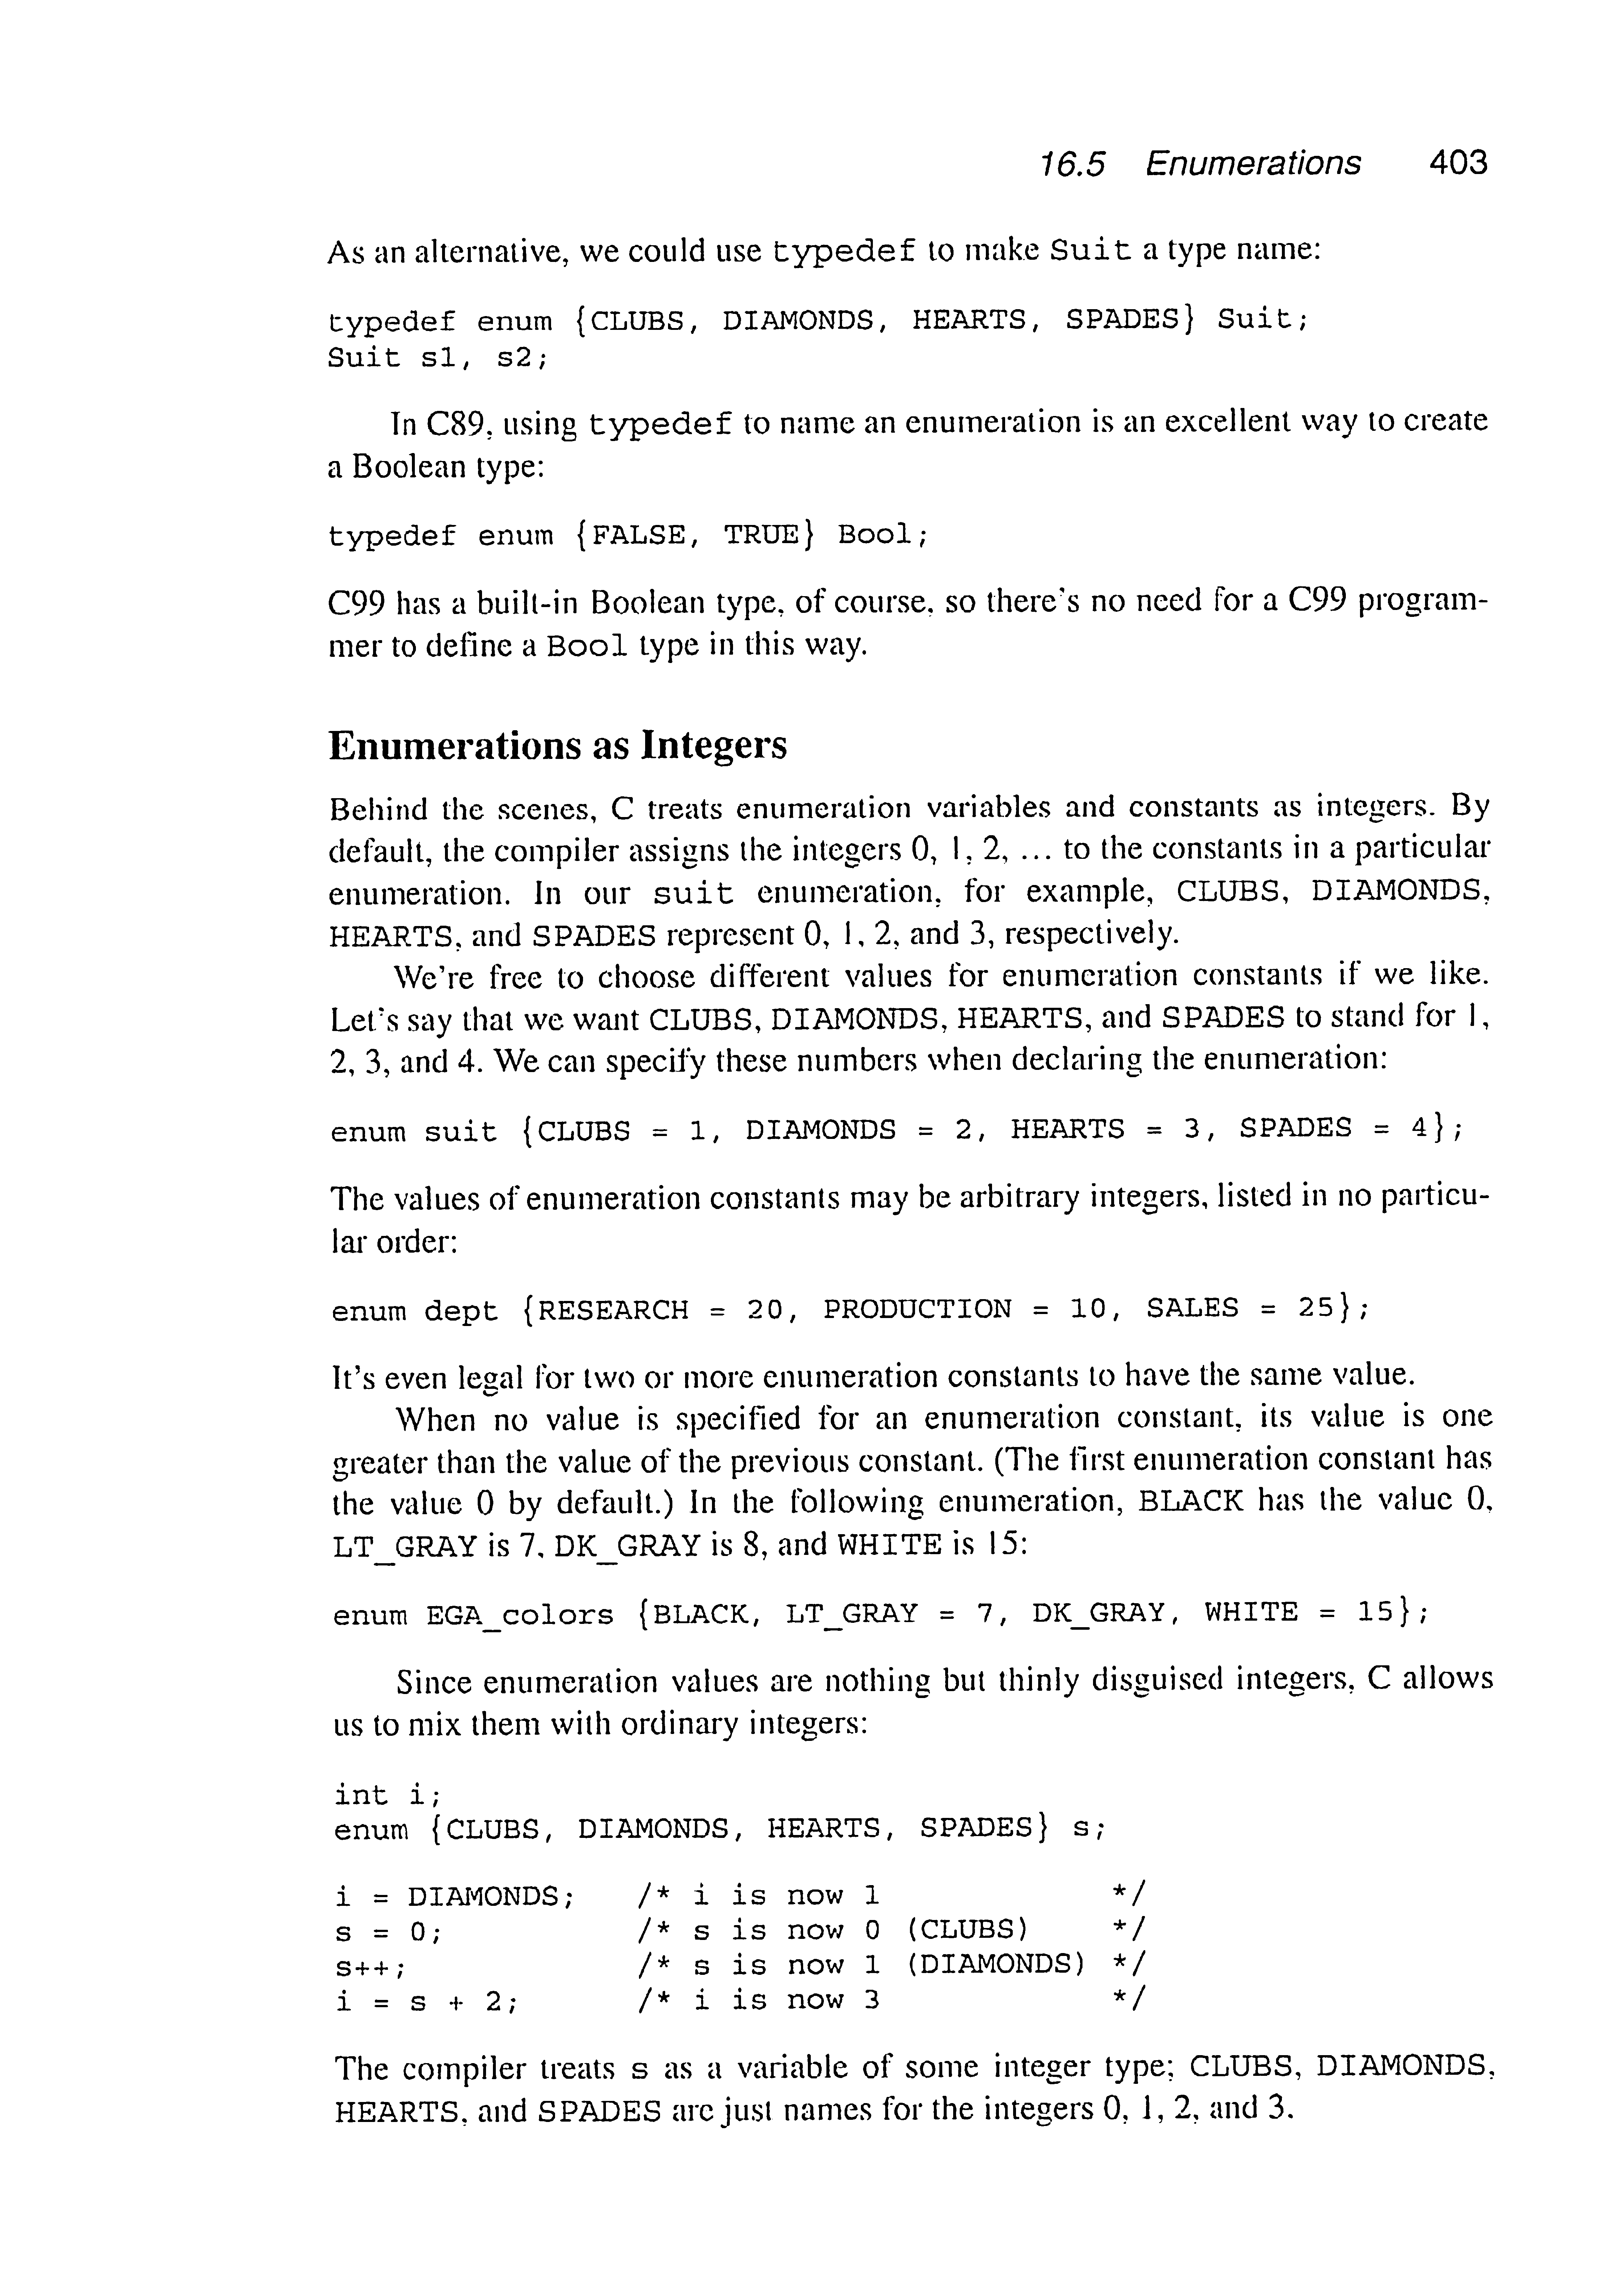 16.5 Enumerations 403
As an alternative, we could use typedef to make Suit a type name:
typedef enum {CLUBS, DIAMONDS, HEARTS, SPADES} Suit;
Suit s1, s2;
In C89, using typedef to name an enumeration is an excellent way to create
a Boolean type:
typedef enum {FALSE, TRUE} Bool;
C99 has a built-in Boolean type, of course, so there's no need for a C99 program-
mer to define a Bool type in this way.
Enumerations as Integers
Behind the scenes, C treats enumeration variables and constants as integers. By
default, the compiler assigns the integers 0, 1, 2, ... to the constants in a particular
enumeration. In our suit enumeration, for example, CLUBS, DIAMONDS,
HEARTS, and SPADES represent 0, 1, 2, and 3, respectively.
We're free to choose different values for enumeration constants if we like.
Let's say that we want CLUBS, DIAMONDS, HEARTS, and SPADES to stand for 1,
2, 3, and 4. We can specify these numbers when declaring the enumeration:
enum suit {CLUBS = 1, DIAMONDS = 2, HEARTS = 3, SPADES = 4};
The values of enumeration constants may be arbitrary integers, listed in no particu-
lar order:
enum dept {RESEARCH = 20, PRODUCTION = 10, SALES = 25};
It's even legal for two or more enumeration constants to have the same value.
When no value is specified for an enumeration constant, its value is one
greater than the value of the previous constant. (The first enumeration constant has
the value 0 by default.) In the following enumeration, BLACK has the value 0,
LT_GRAY is 7, DK_GRAY is 8, and WHITE is 15:
enum EGA_colors {BLACK, LT_GRAY = 7, DK_GRAY, WHITE = 15};
Since enumeration values are nothing but thinly disguised integers, C allows
us to mix them with ordinary integers:
int i;
enum {CLUBS, DIAMONDS, HEARTS, SPADES} s;
i = DIAMONDS; /* i is now 1 */
s = 0; /* s is now 0 (CLUBS) */
s++; /* s is now 1 (DIAMONDS) */
i = s + 2; /* i is now 3 */
The compiler treats s as a variable of some integer type; CLUBS, DIAMONDS,
HEARTS, and SPADES are just names for the integers 0, 1, 2, and 3.